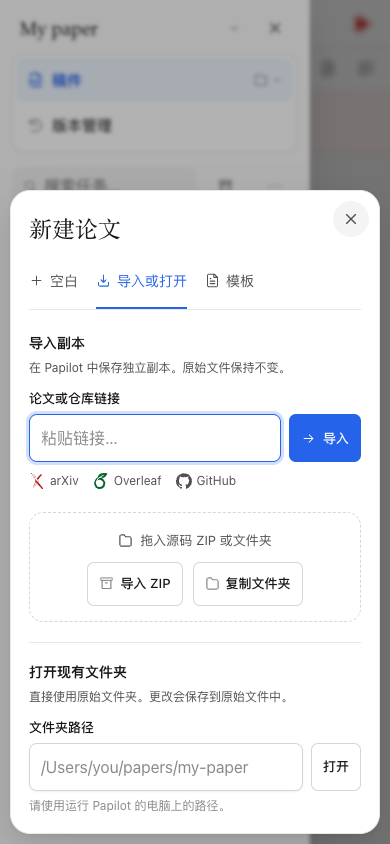 My paper
稿件
版本管理
搜索任务...
新建论文
空白
导入或打开
模板
导入副本
在 Papilot 中保存独立副本。原始文件保持不变。
论文或仓库链接
粘贴链接...
导入
arXiv
Overleaf
GitHub
拖入源码 ZIP 或文件夹
导入 ZIP
复制文件夹
打开现有文件夹
直接使用原始文件夹。更改会保存到原始文件中。
文件夹路径
/Users/you/papers/my-paper
打开
请使用运行 Papilot 的电脑上的路径。